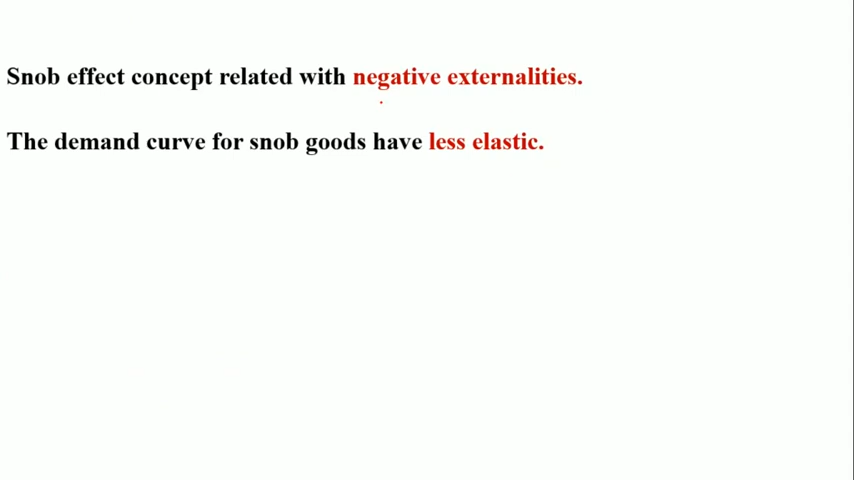 Snob effect concept related with negative externalities.
The demand curve for snob goods have less elastic.